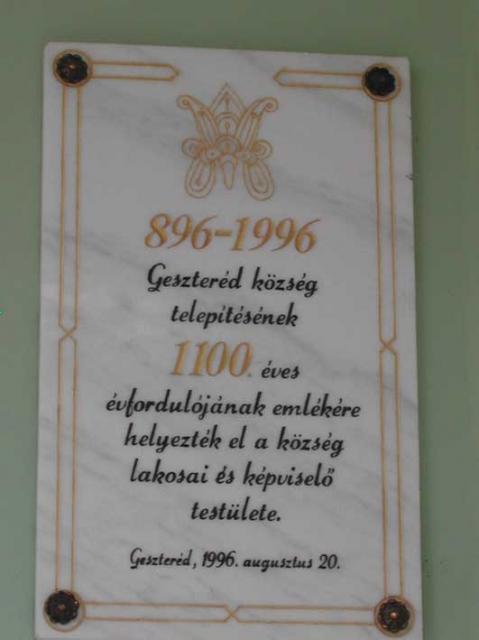 896-1996
Geszteréd község
telepítésének
1100 éves
évfordulójának emlékére
helyezték el a község
lakosai és képviselő
testülete.
Geszteréd, 1996. augusztus 20.